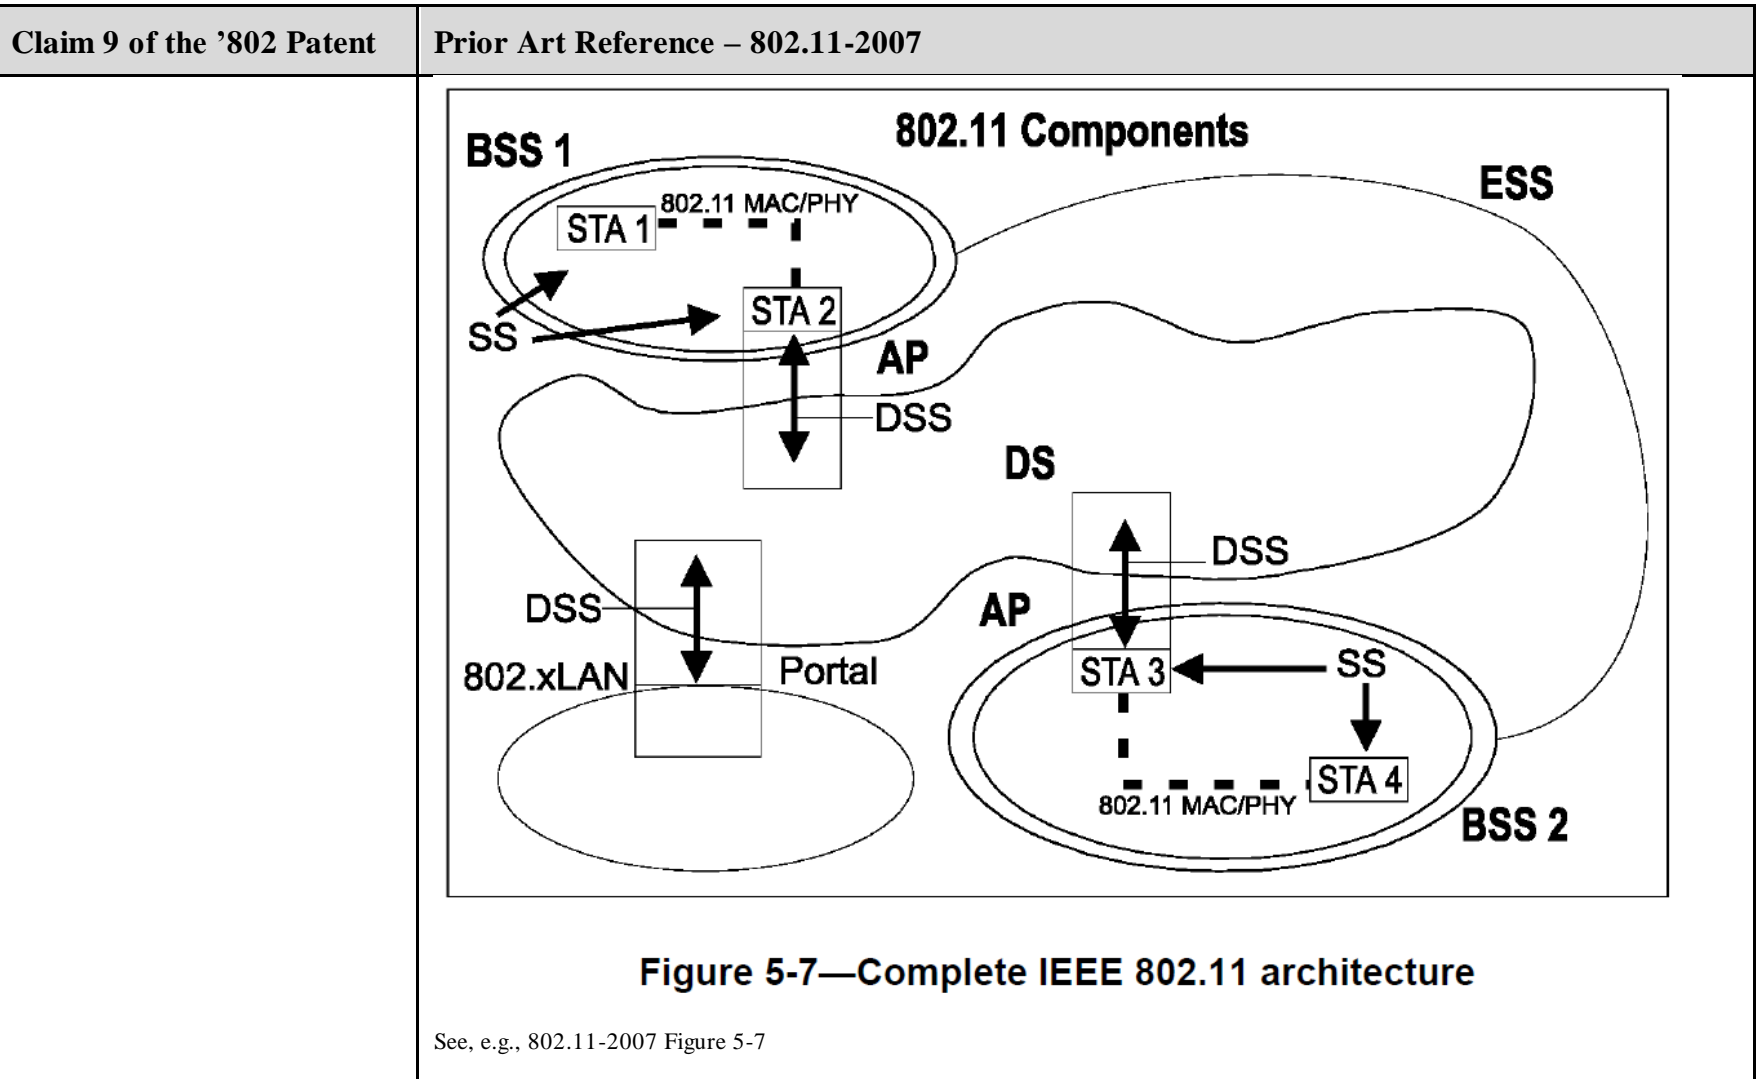 Claim 9 of the ’802 Patent
Prior Art Reference – 802.11-2007
802.11 Components
BSS 1
ESS
802.11 MAC/PHY
STA 1
STA 2
SS
AP
DSS
DS
DSS
DSS
AP
802.xLAN
Portal
STA 3
SS
STA 4
802.11 MAC/PHY
BSS 2
Figure 5-7—Complete IEEE 802.11 architecture
See, e.g., 802.11-2007 Figure 5-7